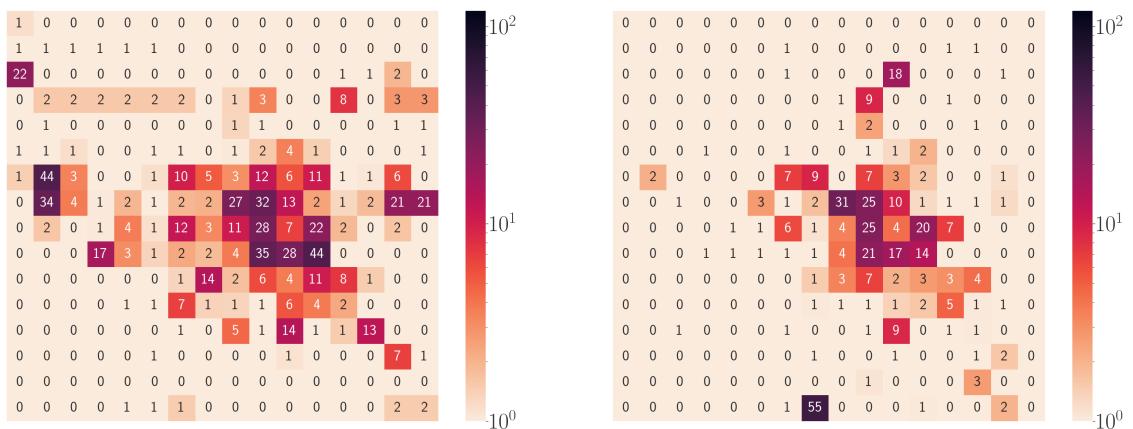 1 0 0 0 0 0 0 0 0 0 0 0 0 0 0 0
1 1 1 1 1 1 0 0 0 0 0 0 0 0 0 0
22 0 0 0 0 0 0 0 0 0 0 0 1 1 2 0
0 2 2 2 2 2 2 0 1 3 0 0 8 0 3 3
0 1 0 0 0 0 0 0 1 1 0 0 0 0 1 1
1 1 1 0 0 1 1 0 1 2 4 1 0 0 0 1
1 44 3 0 0 1 10 5 3 12 6 11 1 1 6 0
0 34 4 1 2 1 2 2 27 32 13 2 1 2 21 21
0 2 0 1 4 1 12 3 11 28 7 22 2 0 2 0
0 0 0 17 3 1 2 2 4 35 28 44 0 0 0 0
0 0 0 0 0 0 1 14 2 6 4 11 8 1 0 0
0 0 0 0 1 1 7 1 1 1 6 4 2 0 0 0
0 0 0 0 0 0 1 0 5 1 14 1 1 13 0 0
0 0 0 0 0 1 0 0 0 0 1 0 0 0 7 1
0 0 0 0 0 0 0 0 0 0 0 0 0 0 0 0
0 0 0 0 1 1 1 0 0 0 0 0 0 0 2 2
10²
10¹
10⁰
0 0 0 0 0 0 0 0 0 0 0 0 0 0 0 0
0 0 0 0 0 0 1 0 0 0 0 0 1 1 0 0
0 0 0 0 0 0 1 0 0 0 18 0 0 0 1 0
0 0 0 0 0 0 0 0 1 9 0 0 1 0 0 0
0 0 0 0 0 0 0 0 1 2 0 0 0 1 0 0
0 0 0 1 0 0 1 0 0 1 1 2 0 0 0 0
0 2 0 0 0 0 7 9 0 7 3 2 0 0 1 0
0 0 1 0 0 3 1 2 31 25 10 1 1 1 1 0
0 0 0 0 1 1 6 1 4 25 4 20 7 0 0 0
0 0 0 1 1 1 1 1 4 21 17 14 0 0 0 0
0 0 0 0 0 0 0 1 3 7 2 3 3 4 0 0
0 0 0 0 0 0 0 1 1 1 1 2 5 1 0 0
0 0 1 0 0 0 0 1 1 1 9 0 1 1 0 0
0 0 0 0 0 0 0 1 0 0 1 0 0 1 2 0
0 0 0 0 0 0 0 0 0 1 0 0 0 3 0 0
0 0 0 0 0 0 1 55 0 0 0 1 0 0 2 0
10²
10¹
10⁰